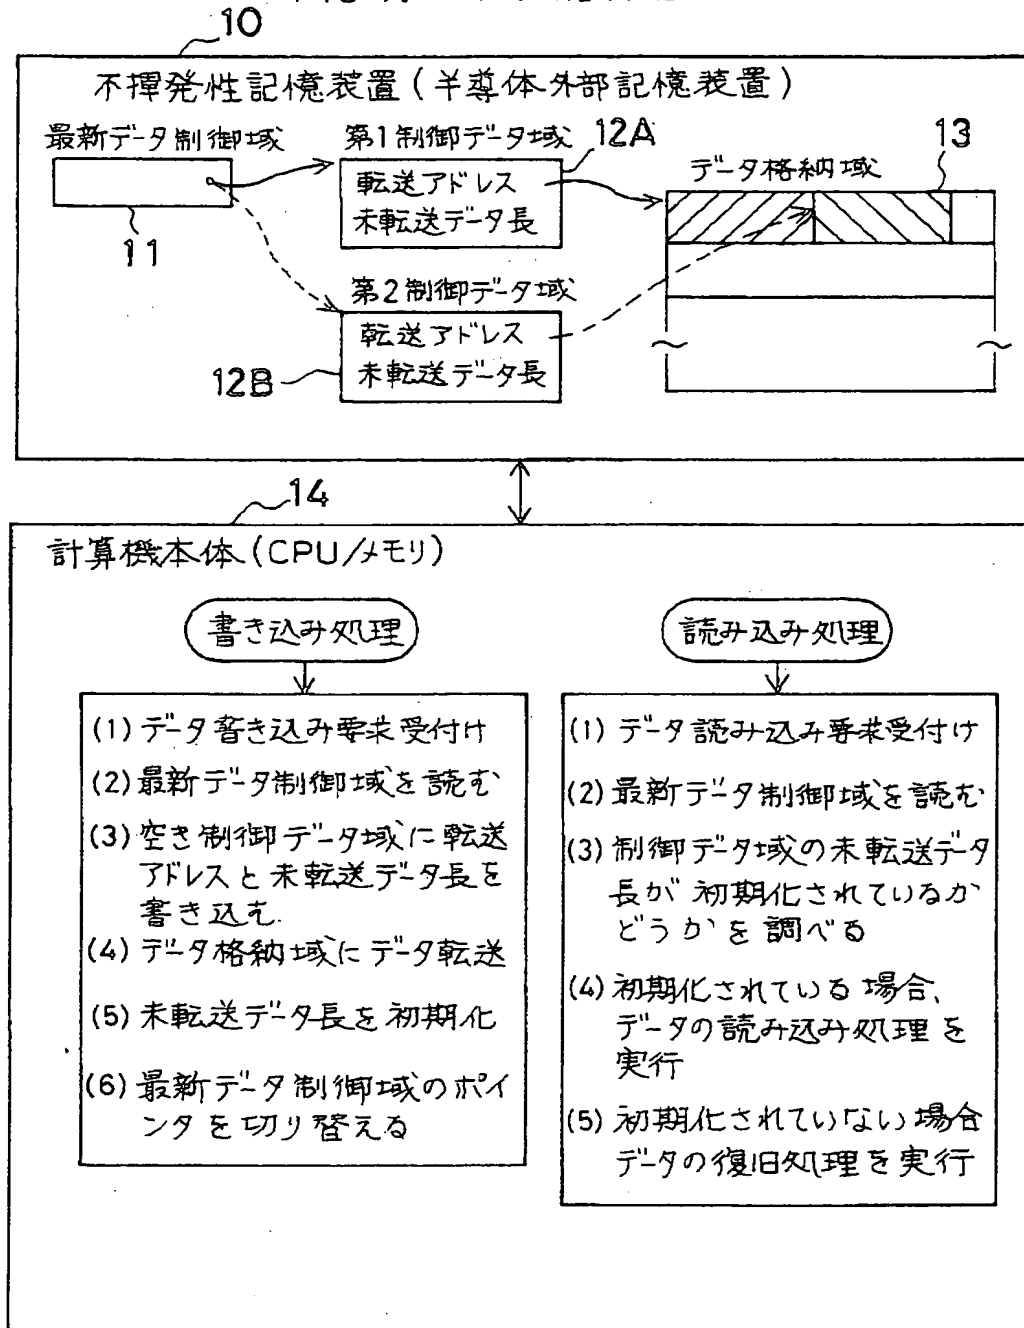 10
不揮発性記憶装置(半導体外部記憶装置)
最新データ制御域
11
第1制御データ域
12A
転送アドレス
未転送データ長
第2制御データ域
転送アドレス
未転送データ長
12B
データ格納域
13
14
計算機本体(CPU/メモリ)
書き込み処理
(1)データ書き込み要求受付け
(2)最新データ制御域を読む
(3)空き制御データ域に転送
アドレスと未転送データ長を
書き込む.
(4)データ格納域にデータ転送
(5)未転送データ長を初期化
(6)最新データ制御域のポイ
ンタを切り替える
読み込み処理
(1)データ読み込み要求受付け
(2)最新データ制御域を読む
(3)制御データ域の未転送データ
長が初期化されているか
どうかを調べる
(4)初期化されている場合、
データの読み込み処理を
実行
(5)初期化されていない場合
データの復旧処理を実行